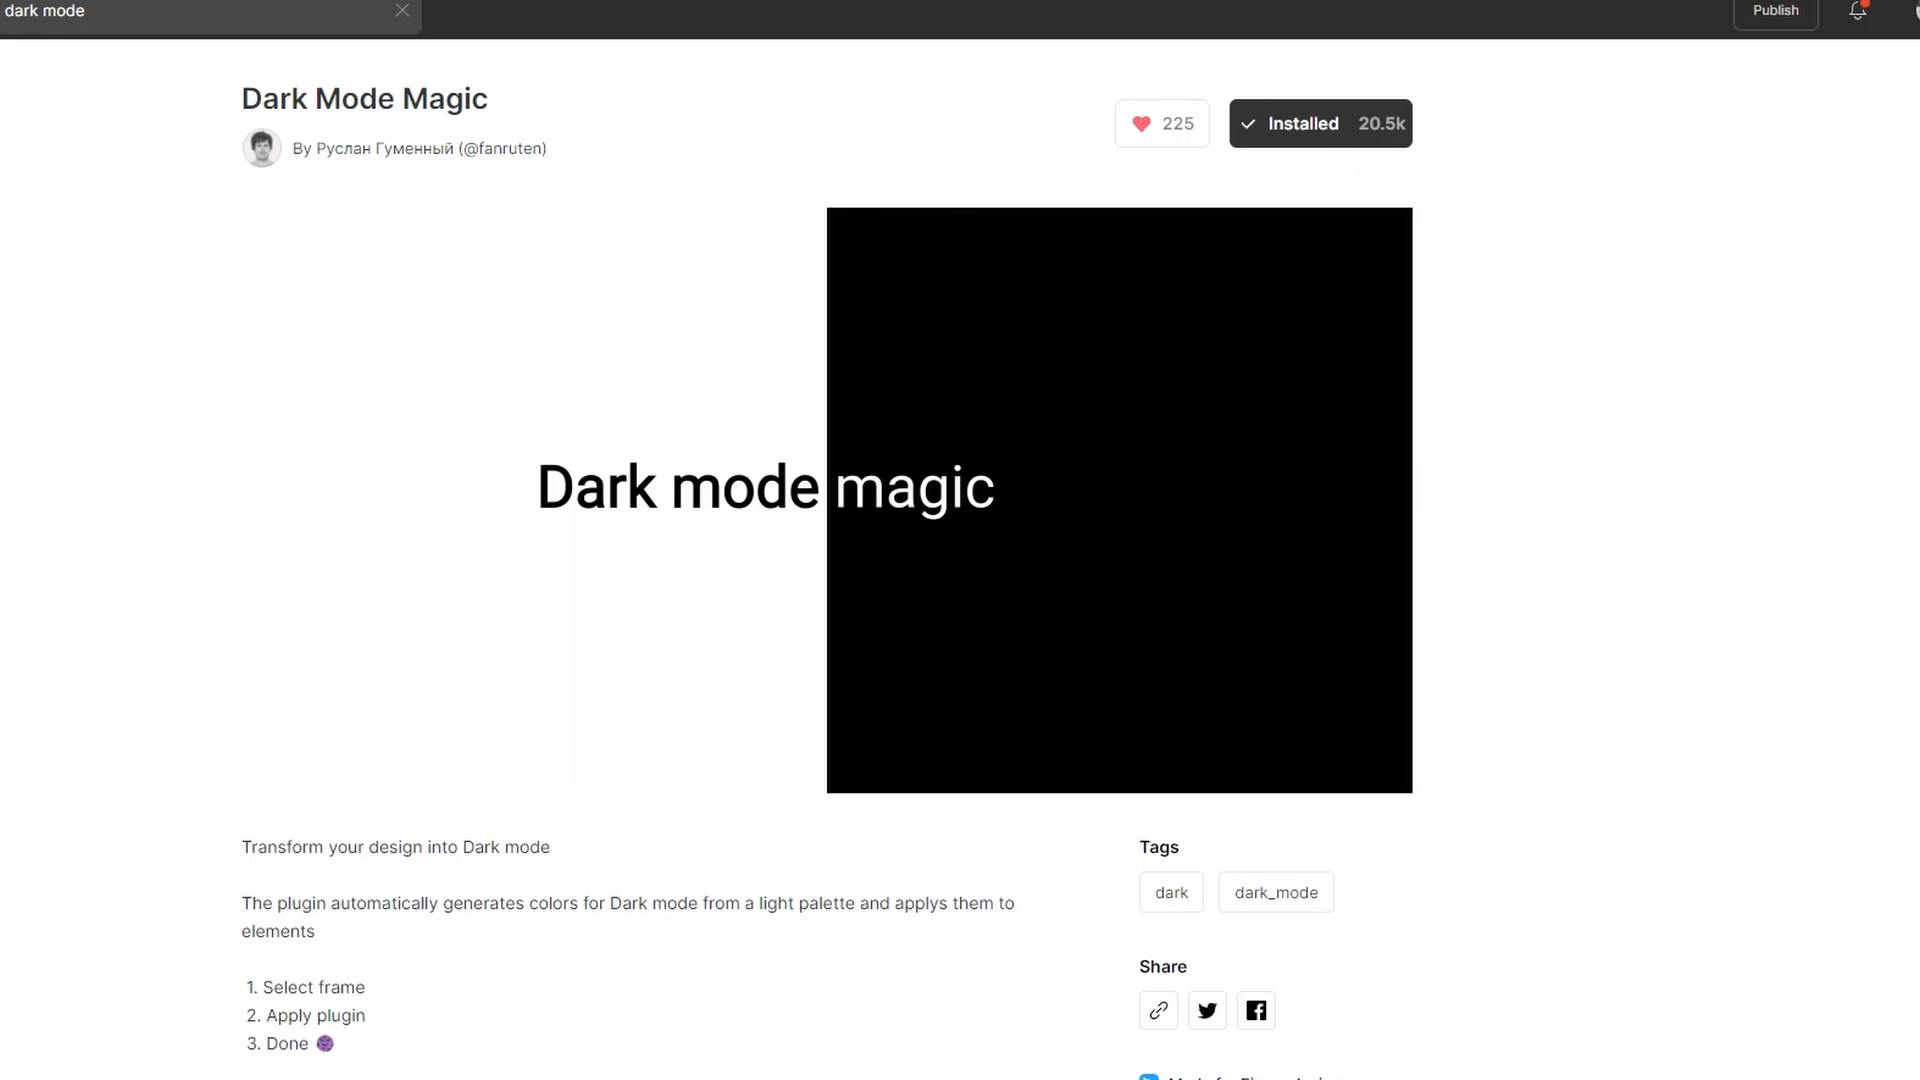 dark mode
Publish
Dark Mode Magic
By Руслан Гуменный (@fanruten)
225
Installed 20.5k
Dark mode magic
Transform your design into Dark mode
The plugin automatically generates colors for Dark mode from a light palette and applys them to
elements
1. Select frame
2. Apply plugin
3. Done
Tags
dark
dark_mode
Share